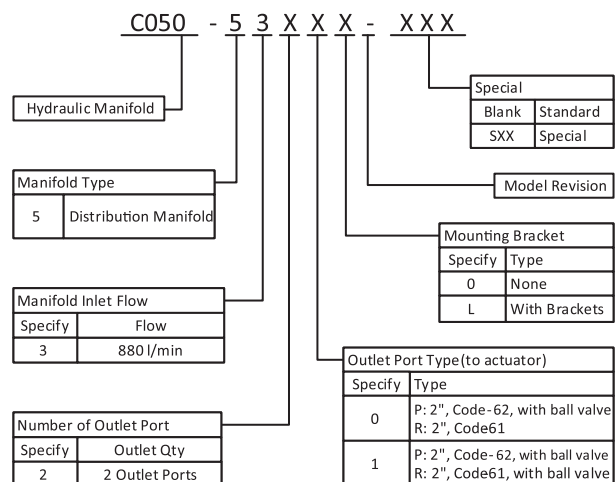 C050 - 5 3 X X X - X X X
Hydraulic Manifold
Special
Blank Standard
SXX Special
Manifold Type
5 Distribution Manifold
Model Revision
Mounting Bracket
Specify Type
0 None
L With Brackets
Manifold Inlet Flow
Specify Flow
3 880 l/min
Outlet Port Type(to actuator)
Specify Type
0 P: 2", Code-62, with ball valve
R: 2", Code61
1 P: 2", Code- 62, with ball valve
R: 2", Code61, with ball valve
Number of Outlet Port
Specify Outlet Qty
2 2 Outlet Ports